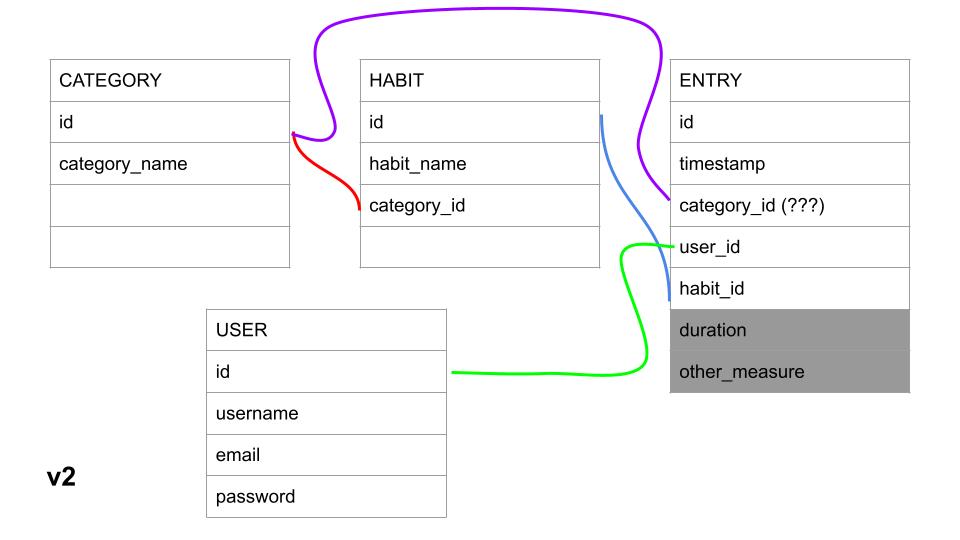 CATEGORY
id
category_name
HABIT
id
habit_name
category_id
ENTRY
id
timestamp
category_id (???)
user_id
habit_id
duration
other_measure
USER
id
username
email
password
v2